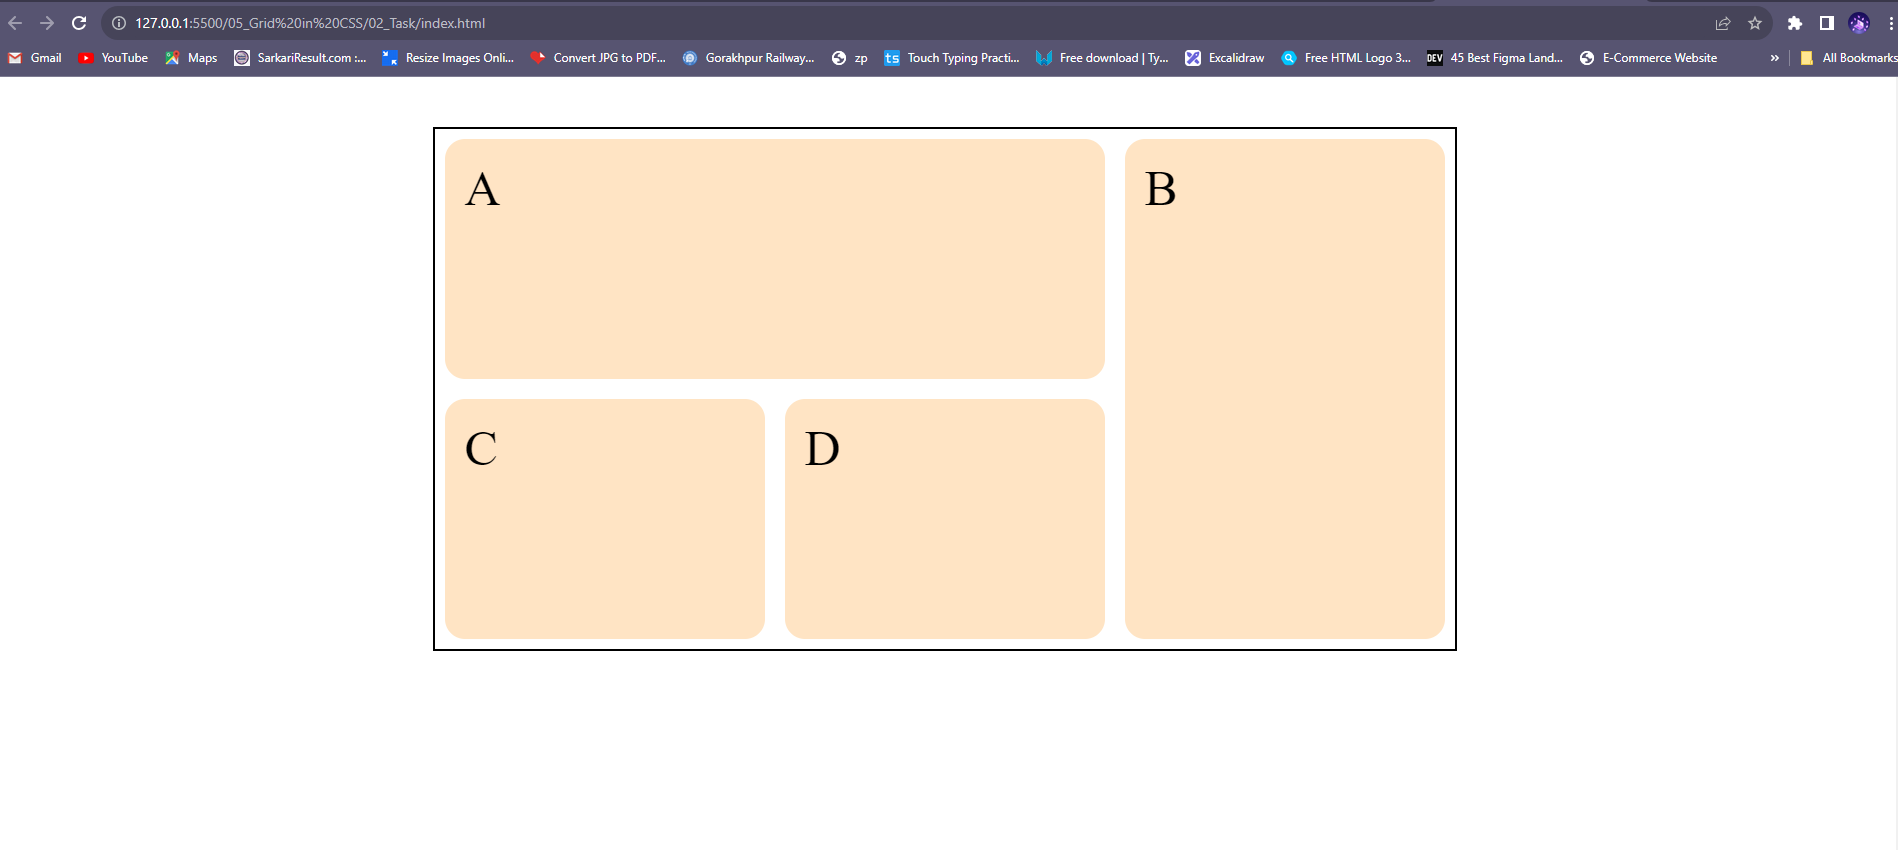 127.0.0.1:5500/05_Grid%20in%20CSS/02_Task/index.html
Gmail YouTube Maps SarkariResult.com :... Resize Images Onli... Convert JPG to PDF... Gorakhpur Railway... zp ts Touch Typing Practi... Free download | Ty... Excalidraw Free HTML Logo 3... DEV 45 Best Figma Land... E-Commerce Website » All Bookmarks
A B
C D